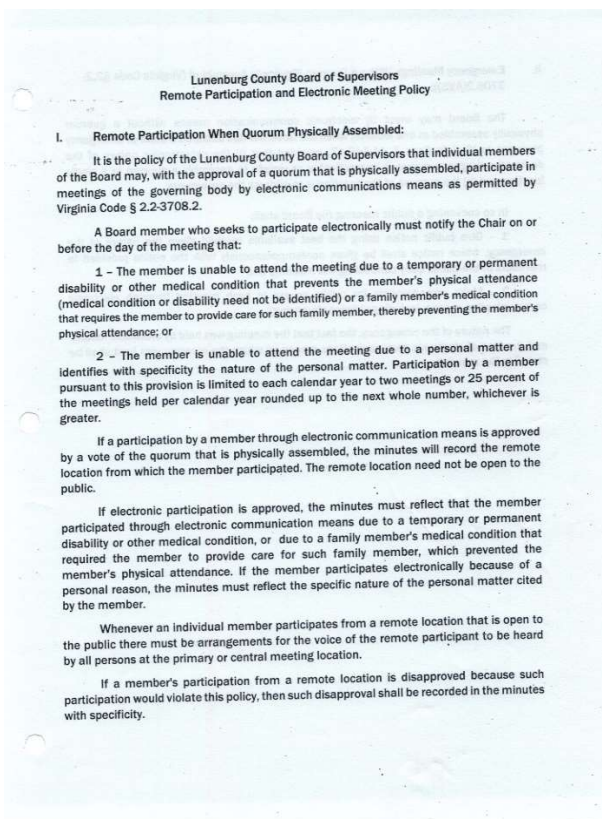 Lunenburg County Board of Supervisors
Remote Participation and Electronic Meeting Policy
I. Remote Participation When Quorum Physically Assembled:
It is the policy of the Lunenburg County Board of Supervisors that individual members
of the Board may, with the approval of a quorum that is physically assembled, participate in
meetings of the governing body by electronic communications means as permitted by
Virginia Code § 2.2-3708.2.
A Board member who seeks to participate electronically must notify the Chair on or
before the day of the meeting that:
1 – The member is unable to attend the meeting due to a temporary or permanent
disability or other medical condition that prevents the member's physical attendance
(medical condition or disability need not be identified) or a family member's medical condition
that requires the member to provide care for such family member, thereby preventing the member's
physical attendance; or
2 – The member is unable to attend the meeting due to a personal matter and
identifies with specificity the nature of the personal matter. Participation by a member
pursuant to this provision is limited to each calendar year to two meetings or 25 percent of
the meetings held per calendar year rounded up to the next whole number, whichever is
greater.
If a participation by a member through electronic communication means is approved
by a vote of the quorum that is physically assembled, the minutes will record the remote
location from which the member participated. The remote location need not be open to the
public.
If electronic participation is approved, the minutes must reflect that the member
participated through electronic communication means due to a temporary or permanent
disability or other medical condition, or due to a family member's medical condition that
required the member to provide care for such family member, which prevented the
member's physical attendance. If the member participates electronically because of a
personal reason, the minutes must reflect the specific nature of the personal matter cited
by the member.
Whenever an individual member participates from a remote location that is open to
the public there must be arrangements for the voice of the remote participant to be heard
by all persons at the primary or central meeting location.
If a member's participation from a remote location is disapproved because such
participation would violate this policy, then such disapproval shall be recorded in the minutes
with specificity.